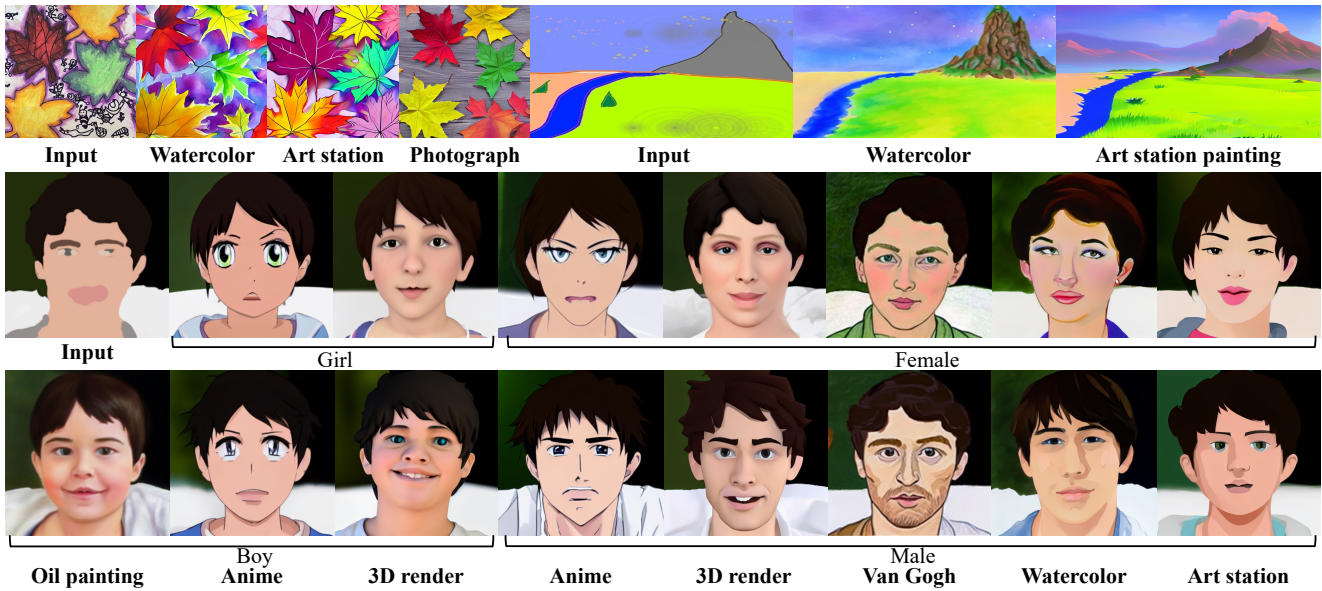 Input Watercolor Art station Photograph Input Watercolor Art station painting
Input
Girl Female
Boy Male
Oil painting Anime 3D render Anime 3D render Van Gogh Watercolor Art station